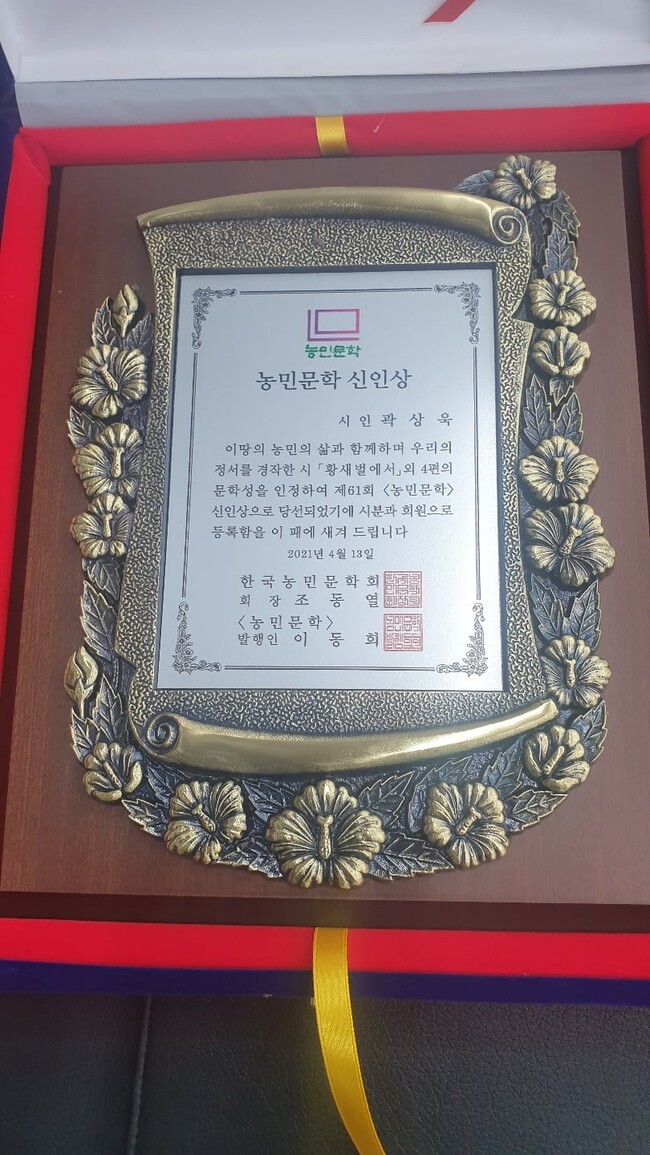 농민문학
농민문학 신인상
시 인 곽 상 욱
이땅의 농민의 삶과 함께하며 우리의
정서를 경작한 시 「황새벌에서」외 4편의
문학성을 인정하여 제61회 〈농민문학〉
신인상으로 당선되었기에 시분과 회원으로
등록함을 이 패에 새겨 드립니다
2021년 4월 13일
한국농민문학회
회 장 조 동 열
〈농민문학〉
발행인 이 동 희